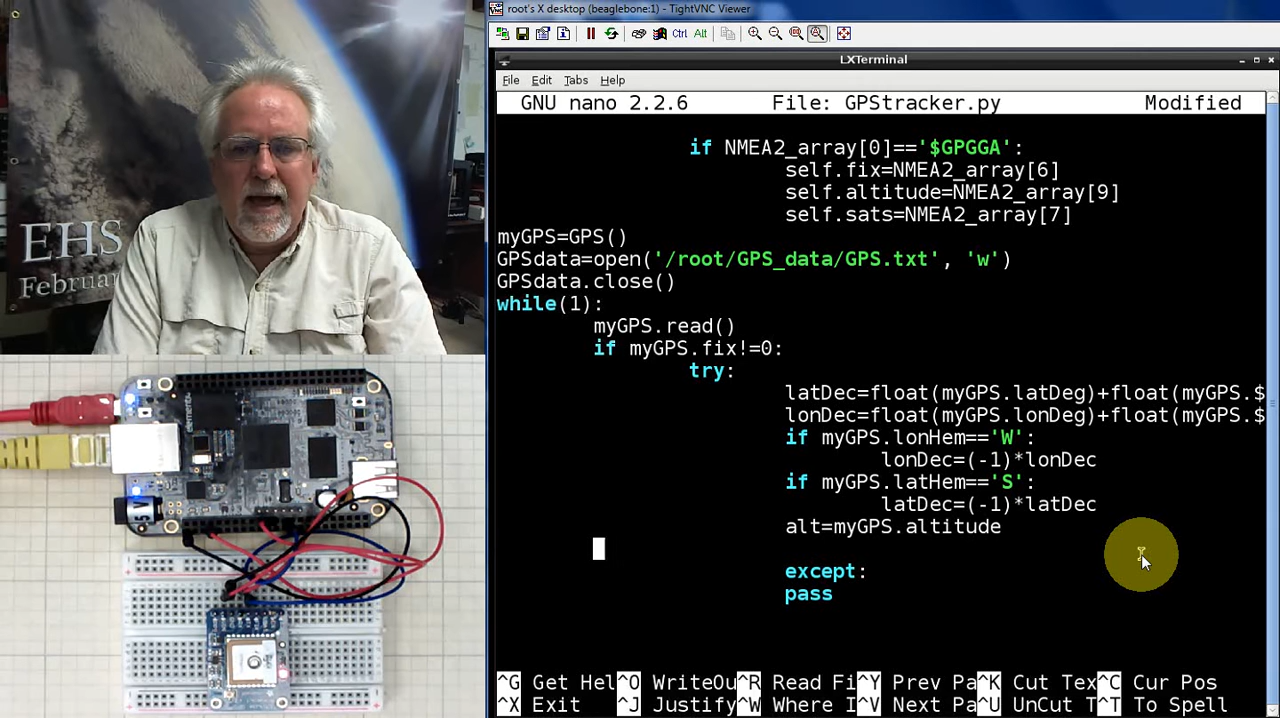 root's X desktop (beaglebone:1) - TightVNC Viewer
Ctrl Alt
LXTerminal
File Edit Tabs Help
GNU nano 2.2.6 File: GPStracker.py Modified
if NMEA2_array[0]=='$GPGGA':
self.fix=NMEA2_array[6]
self.altitude=NMEA2_array[9]
self.sats=NMEA2_array[7]
myGPS=GPS()
GPSdata=open('/root/GPS_data/GPS.txt', 'w')
GPSdata.close()
while(1):
myGPS.read()
if myGPS.fix!=0:
try:
latDec=float(myGPS.latDeg)+float(myGPS.$
lonDec=float(myGPS.lonDeg)+float(myGPS.$
if myGPS.lonHem=='W':
lonDec=(-1)*lonDec
if myGPS.latHem=='S':
latDec=(-1)*latDec
alt=myGPS.altitude
except:
pass
^G Get Hel^O WriteOu^R Read Fi^Y Prev Pa^K Cut Tex^C Cur Pos
^X Exit ^J Justify^W Where I^V Next Pa^U UnCut T^T To Spell
EHS
Februar
element14
5V